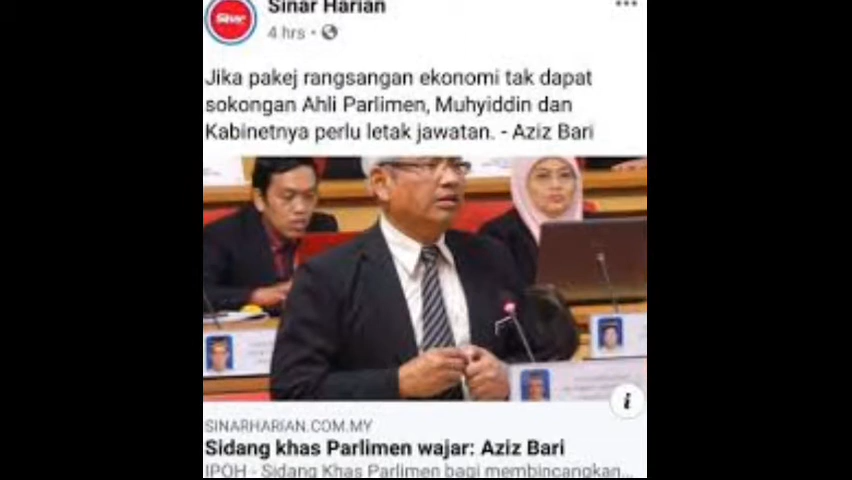 Sinar Harian
4 hrs
Jika pakej rangsangan ekonomi tak dapat
sokongan Ahli Parlimen, Muhyiddin dan
Kabinetnya perlu letak jawatan. - Aziz Bari
SINARHARIAN.COM.MY
Sidang khas Parlimen wajar: Aziz Bari
IPOH - Sidang Khas Parlimen bagi membincangkan...